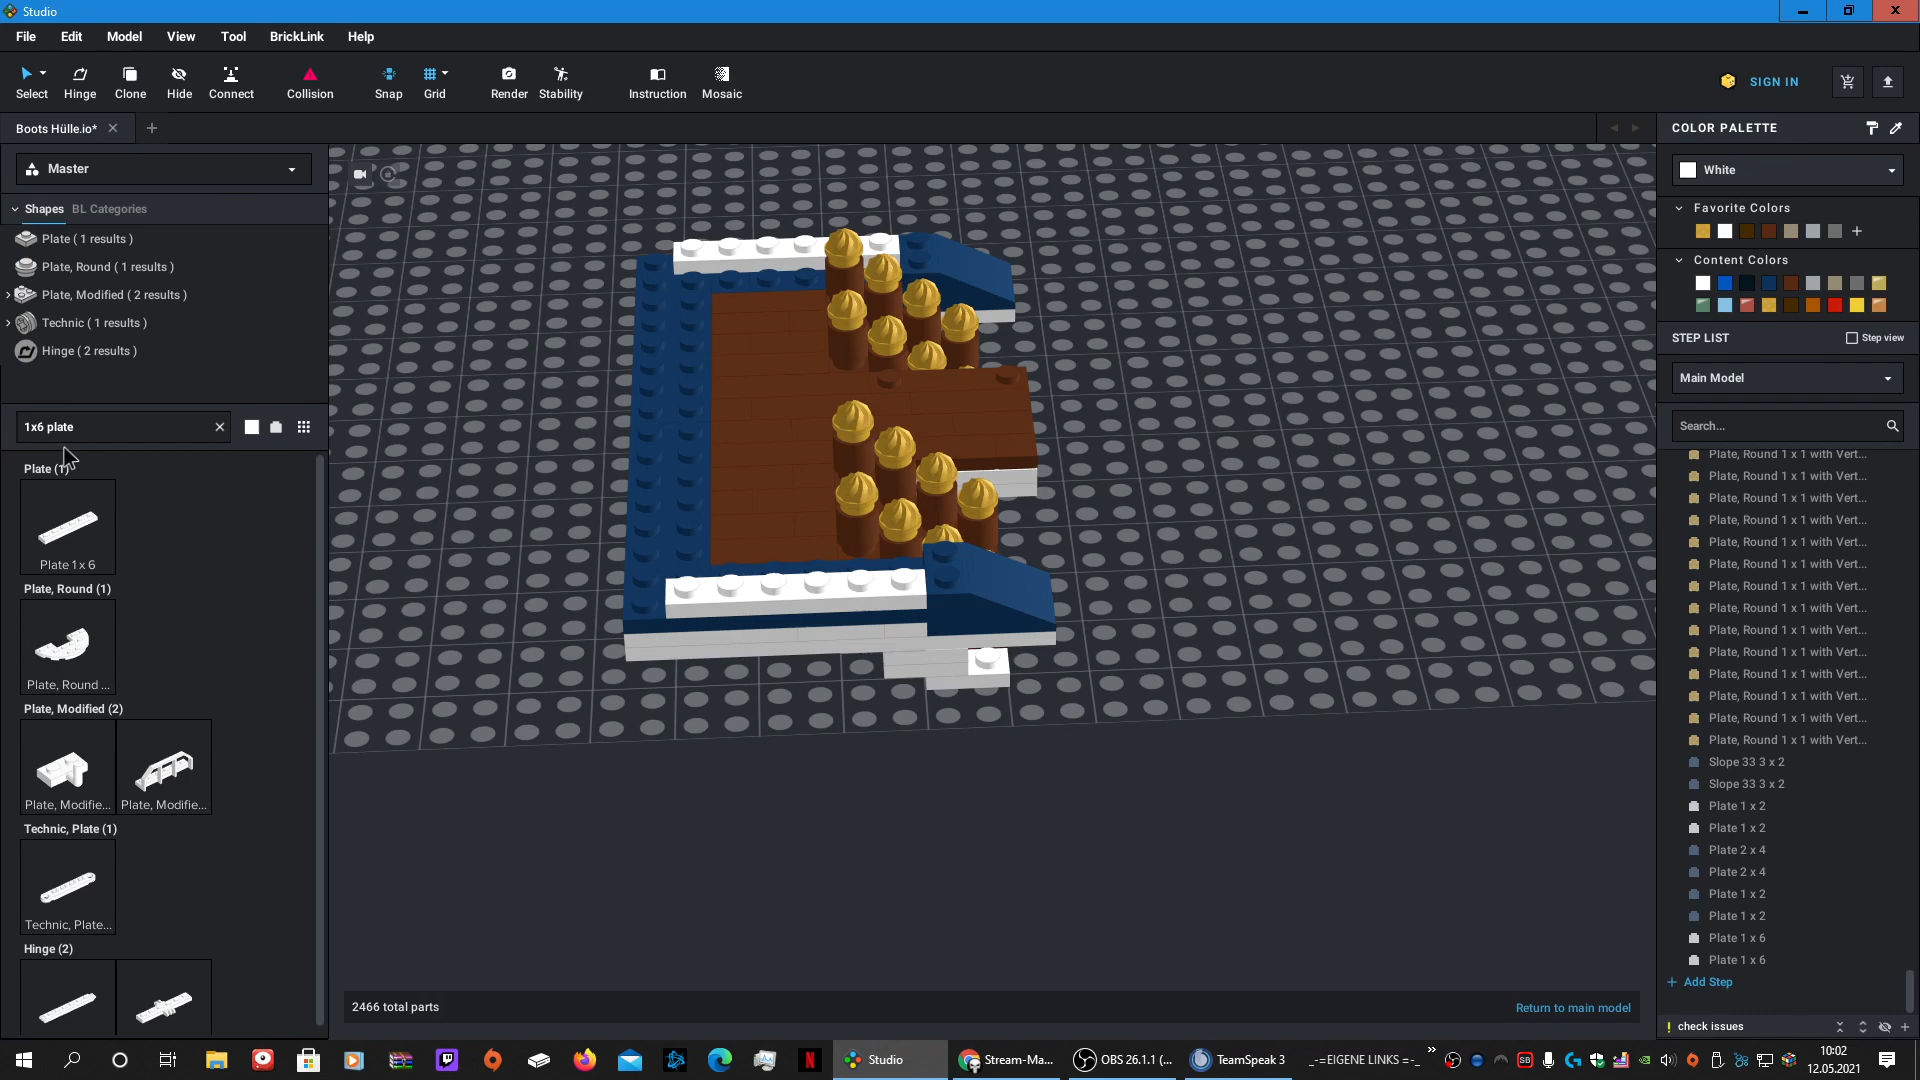 Studio
File Edit Model View Tool BrickLink Help
Select Hinge Clone Hide Connect Collision Snap Grid Render Stability Instruction Mosaic
SIGN IN
Boots Hülle.io*
Master
Shapes BL Categories
Plate ( 1 results )
Plate, Round ( 1 results )
Plate, Modified ( 2 results )
Technic ( 1 results )
Hinge ( 2 results )
1x6 plate
Plate (1)
Plate 1 x 6
Plate, Round (1)
Plate, Round ...
Plate, Modified (2)
Plate, Modifie... Plate, Modifie...
Technic, Plate (1)
Technic, Plate...
Hinge (2)
2466 total parts
Return to main model
COLOR PALETTE
White
Favorite Colors
Content Colors
STEP LIST
Step view
Main Model
Search...
Plate, Round 1 x 1 with Vert...
Plate, Round 1 x 1 with Vert...
Plate, Round 1 x 1 with Vert...
Plate, Round 1 x 1 with Vert...
Plate, Round 1 x 1 with Vert...
Plate, Round 1 x 1 with Vert...
Plate, Round 1 x 1 with Vert...
Plate, Round 1 x 1 with Vert...
Plate, Round 1 x 1 with Vert...
Plate, Round 1 x 1 with Vert...
Plate, Round 1 x 1 with Vert...
Plate, Round 1 x 1 with Vert...
Plate, Round 1 x 1 with Vert...
Plate, Round 1 x 1 with Vert...
Slope 33 3 x 2
Slope 33 3 x 2
Plate 1 x 2
Plate 1 x 2
Plate 2 x 4
Plate 2 x 4
Plate 1 x 2
Plate 1 x 2
Plate 1 x 6
Plate 1 x 6
+ Add Step
check issues
Studio
Stream-Ma...
OBS 26.1.1 (...
TeamSpeak 3
_-=EIGENE LINKS =-_
10:02
12.05.2021